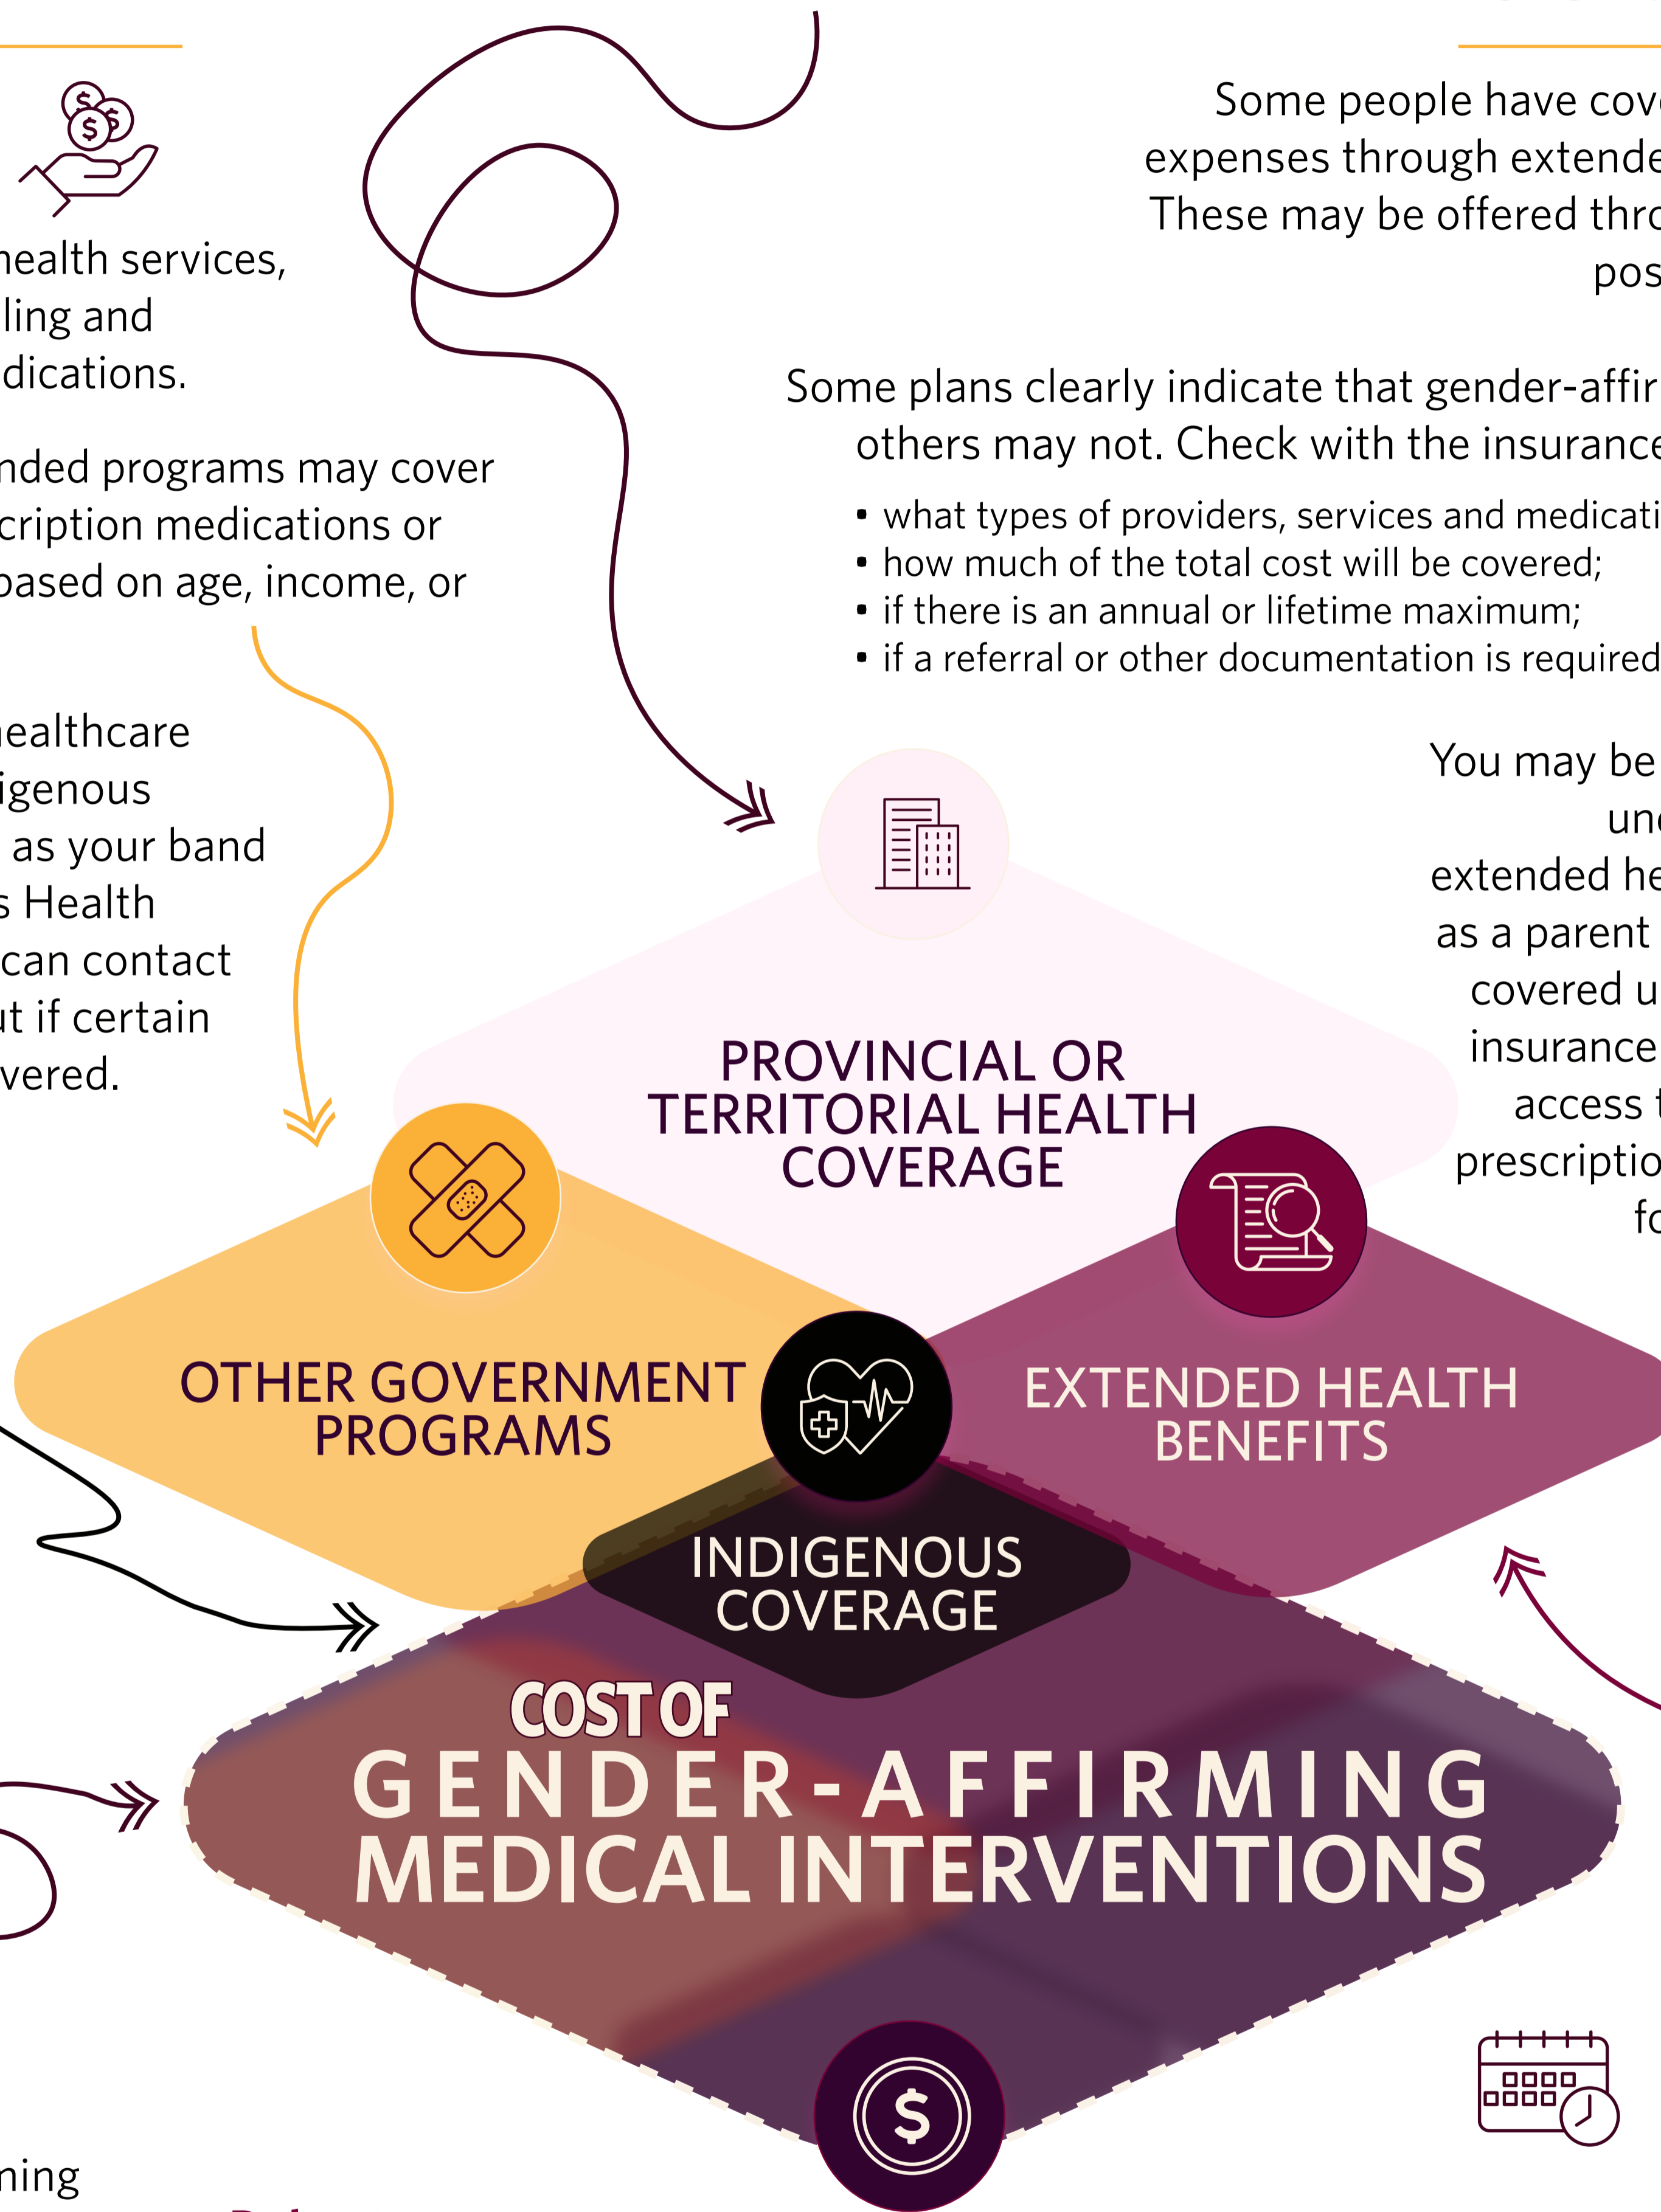 health services,
ling and
dications.
nded programs may cover
cription medications or
based on age, income, or
healthcare
igenous
as your band
s Health
can contact
ut if certain
vered.
Some people have cov
expenses through extende
These may be offered thro
pos
Some plans clearly indicate that gender-affir
others may not. Check with the insurance
• what types of providers, services and medicati
• how much of the total cost will be covered;
• if there is an annual or lifetime maximum;
• if a referral or other documentation is required
You may be
und
extended he
as a parent
covered u
insurance
access t
prescriptio
fo
PROVINCIAL OR
TERRITORIAL HEALTH
COVERAGE
OTHER GOVERNMENT
PROGRAMS
EXTENDED HEALTH
BENEFITS
INDIGENOUS
COVERAGE
COST OF
GENDER-AFFIRMING
MEDICAL INTERVENTIONS
ming